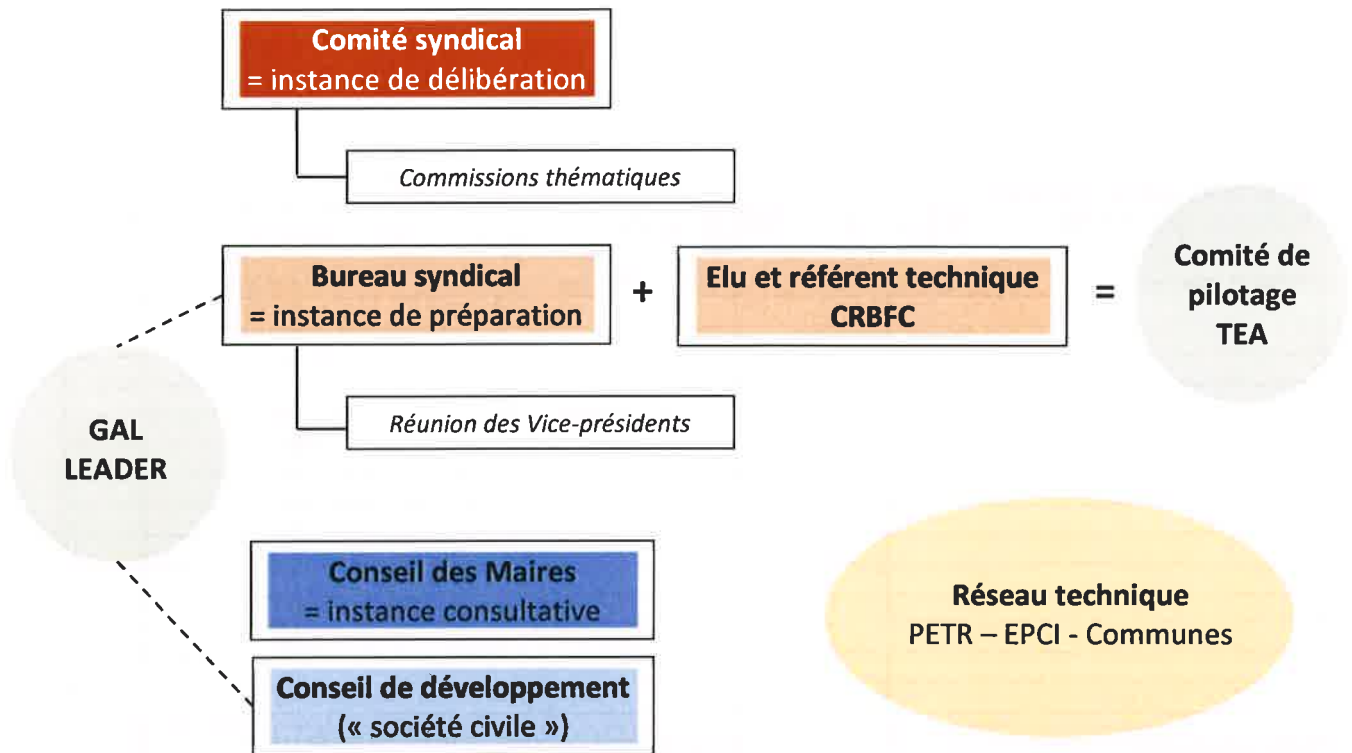 Comité syndical
= instance de délibération
Commissions thématiques
Bureau syndical
= instance de préparation
+
Elu et référent technique
CRBFC
=
Comité de
pilotage
TEA
Réunion des Vice-présidents
GAL
LEADER
Conseil des Maires
= instance consultative
Conseil de développement
(« société civile »)
Réseau technique
PETR – EPCI - Communes